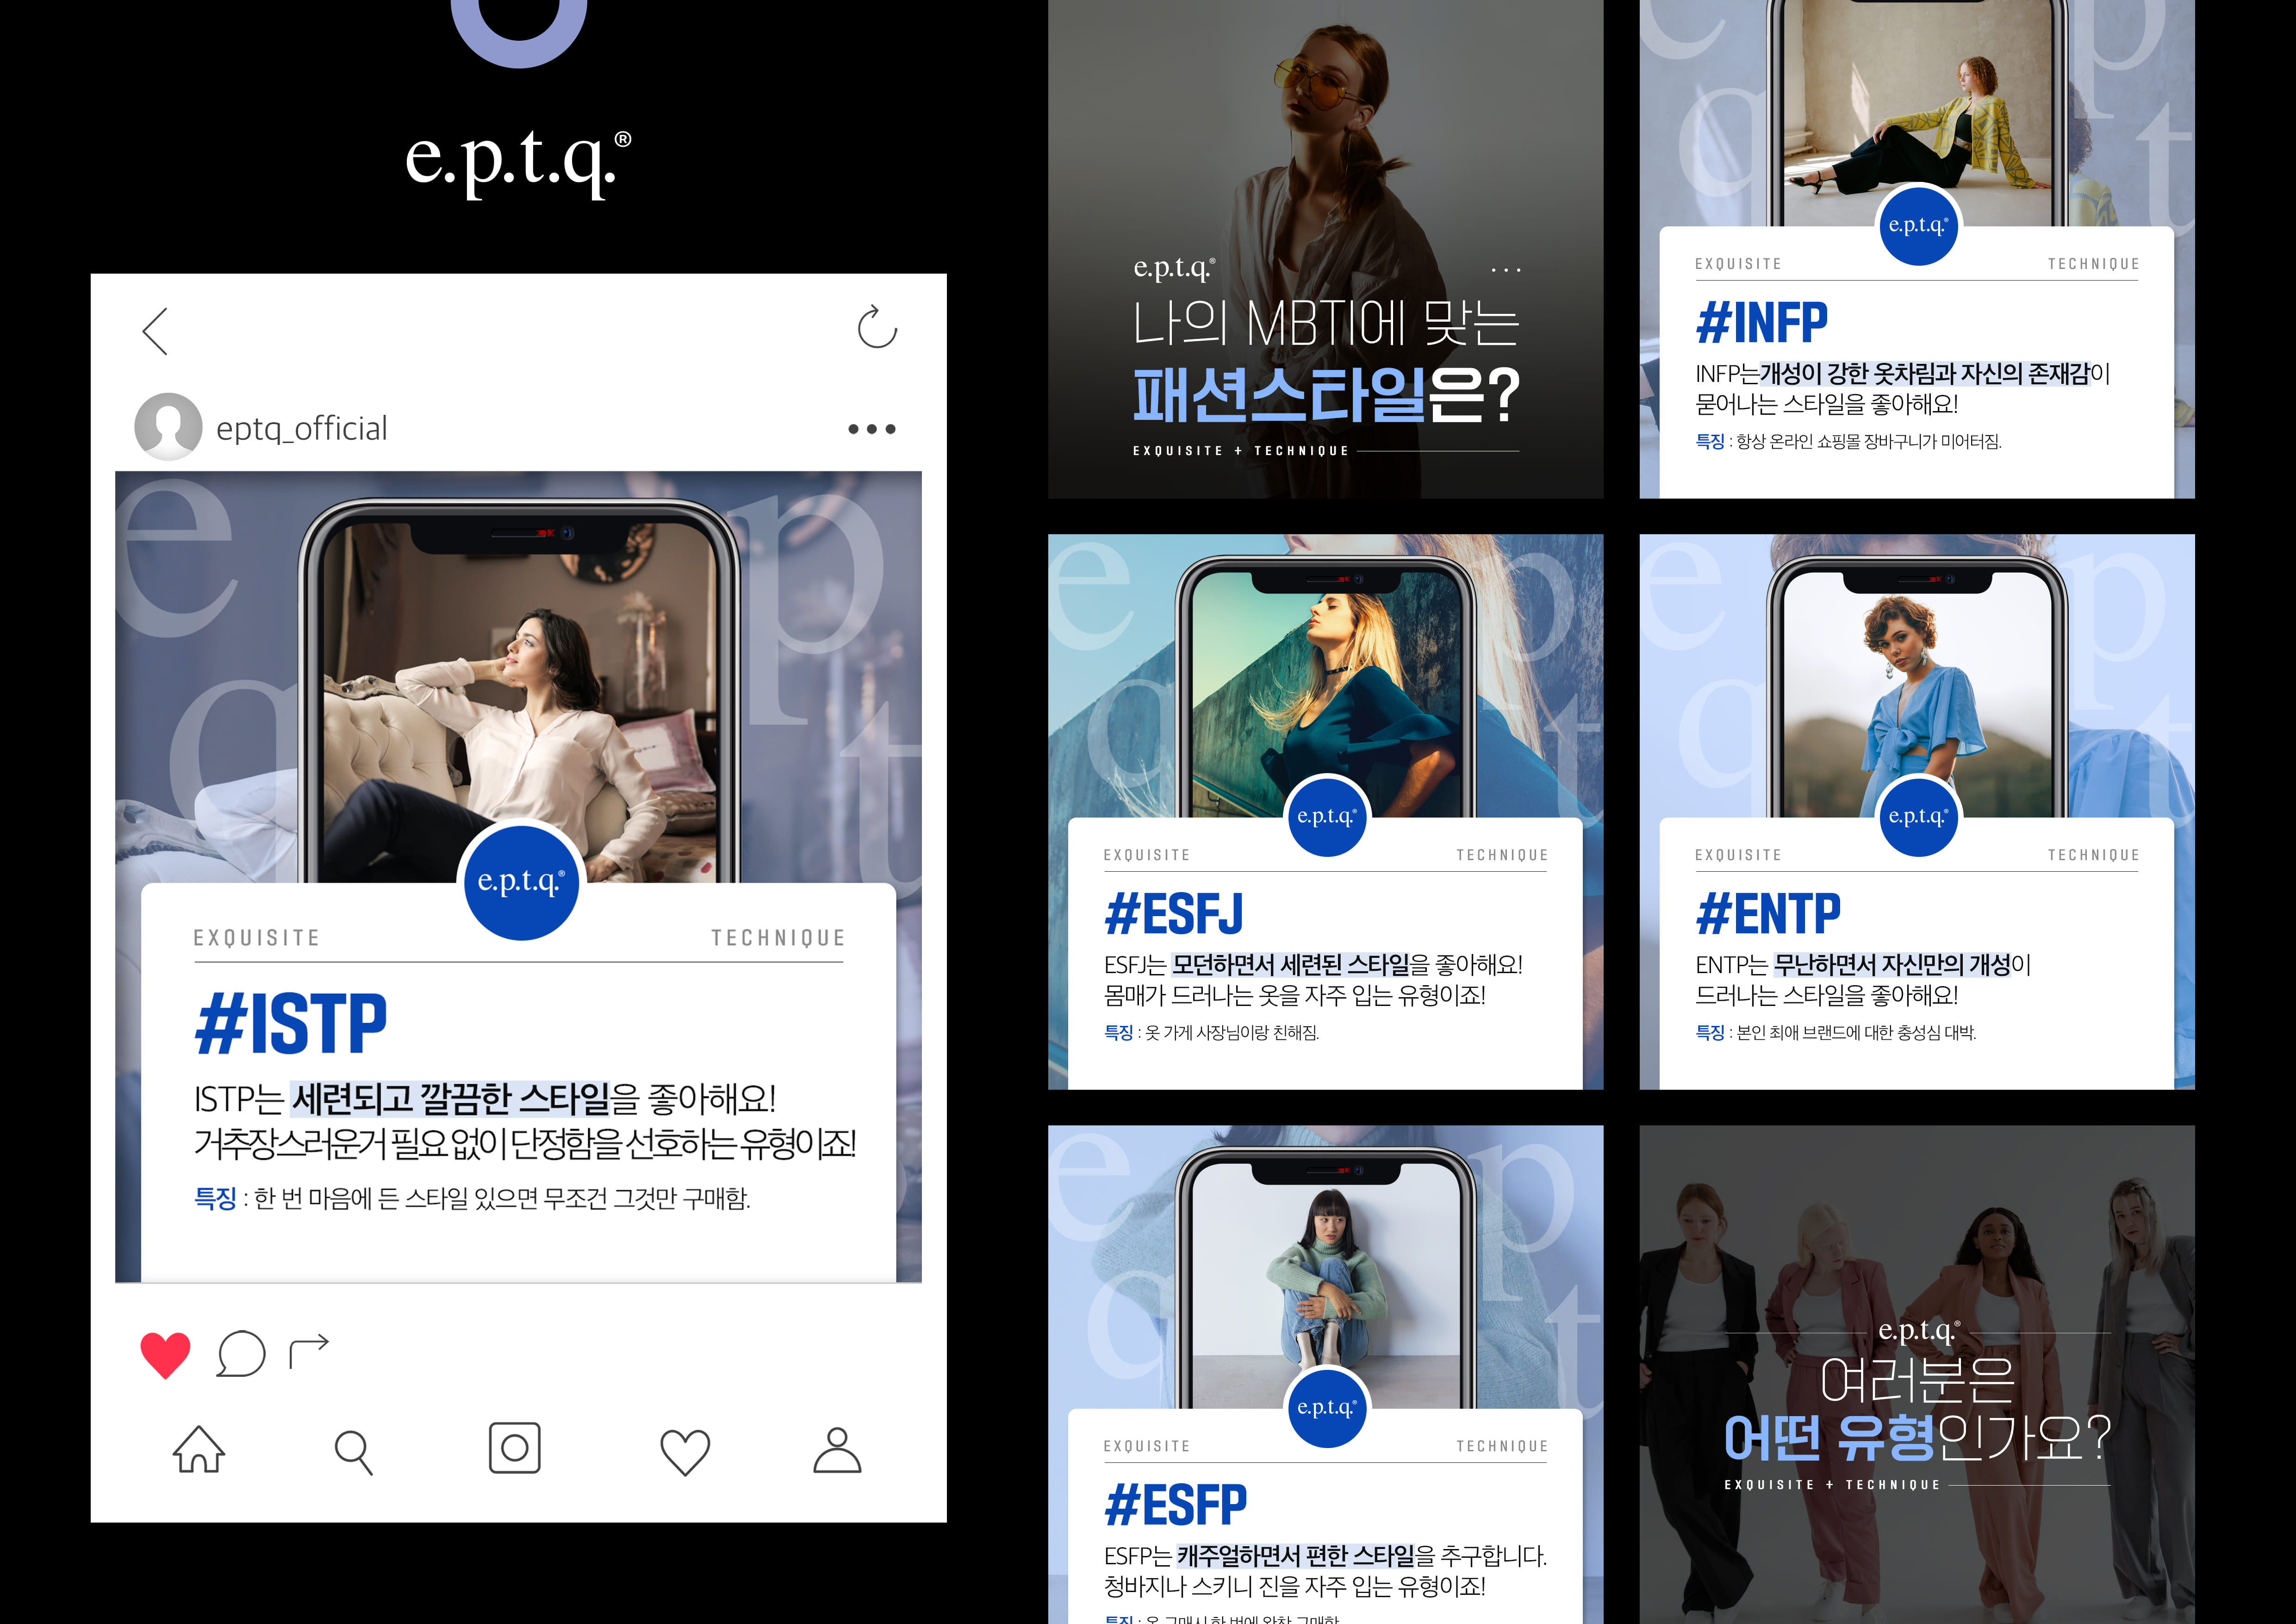 e.p.t.q.®
eptq_official
e
p
q
t
e.p.t.q.®
EXQUISITE TECHNIQUE
#ISTP
ISTP는 세련되고 깔끔한 스타일을 좋아해요!
거추장스러운거 필요 없이 단정함을 선호하는 유형이죠!
특징 : 한 번 마음에 든 스타일 있으면 무조건 그것만 구매함.
e.p.t.q.®
나의 MBTI에 맞는
패션스타일은?
EXQUISITE + TECHNIQUE
e
p
q
t
e.p.t.q.®
EXQUISITE TECHNIQUE
#INFP
INFP는개성이 강한 옷차림과 자신의 존재감이
묻어나는 스타일을 좋아해요!
특징 : 항상 온라인 쇼핑몰 장바구니가 미어터짐.
e
p
q
t
e.p.t.q.®
EXQUISITE TECHNIQUE
#ESFJ
ESFJ는 모던하면서 세련된 스타일을 좋아해요!
몸매가 드러나는 옷을 자주 입는 유형이죠!
특징 : 옷 가게 사장님이랑 친해짐.
e
p
q
t
e.p.t.q.®
EXQUISITE TECHNIQUE
#ENTP
ENTP는 무난하면서 자신만의 개성이
드러나는 스타일을 좋아해요!
특징 : 본인 최애 브랜드에 대한 충성심 대박.
e
p
q
t
e.p.t.q.®
EXQUISITE TECHNIQUE
#ESFP
ESFP는 캐주얼하면서 편한 스타일을 추구합니다.
청바지나 스키니 진을 자주 입는 유형이죠!
특징 : 옷 구매시 한 번에 왕창 구매함.
e.p.t.q.®
여러분은
어떤 유형인가요?
EXQUISITE + TECHNIQUE